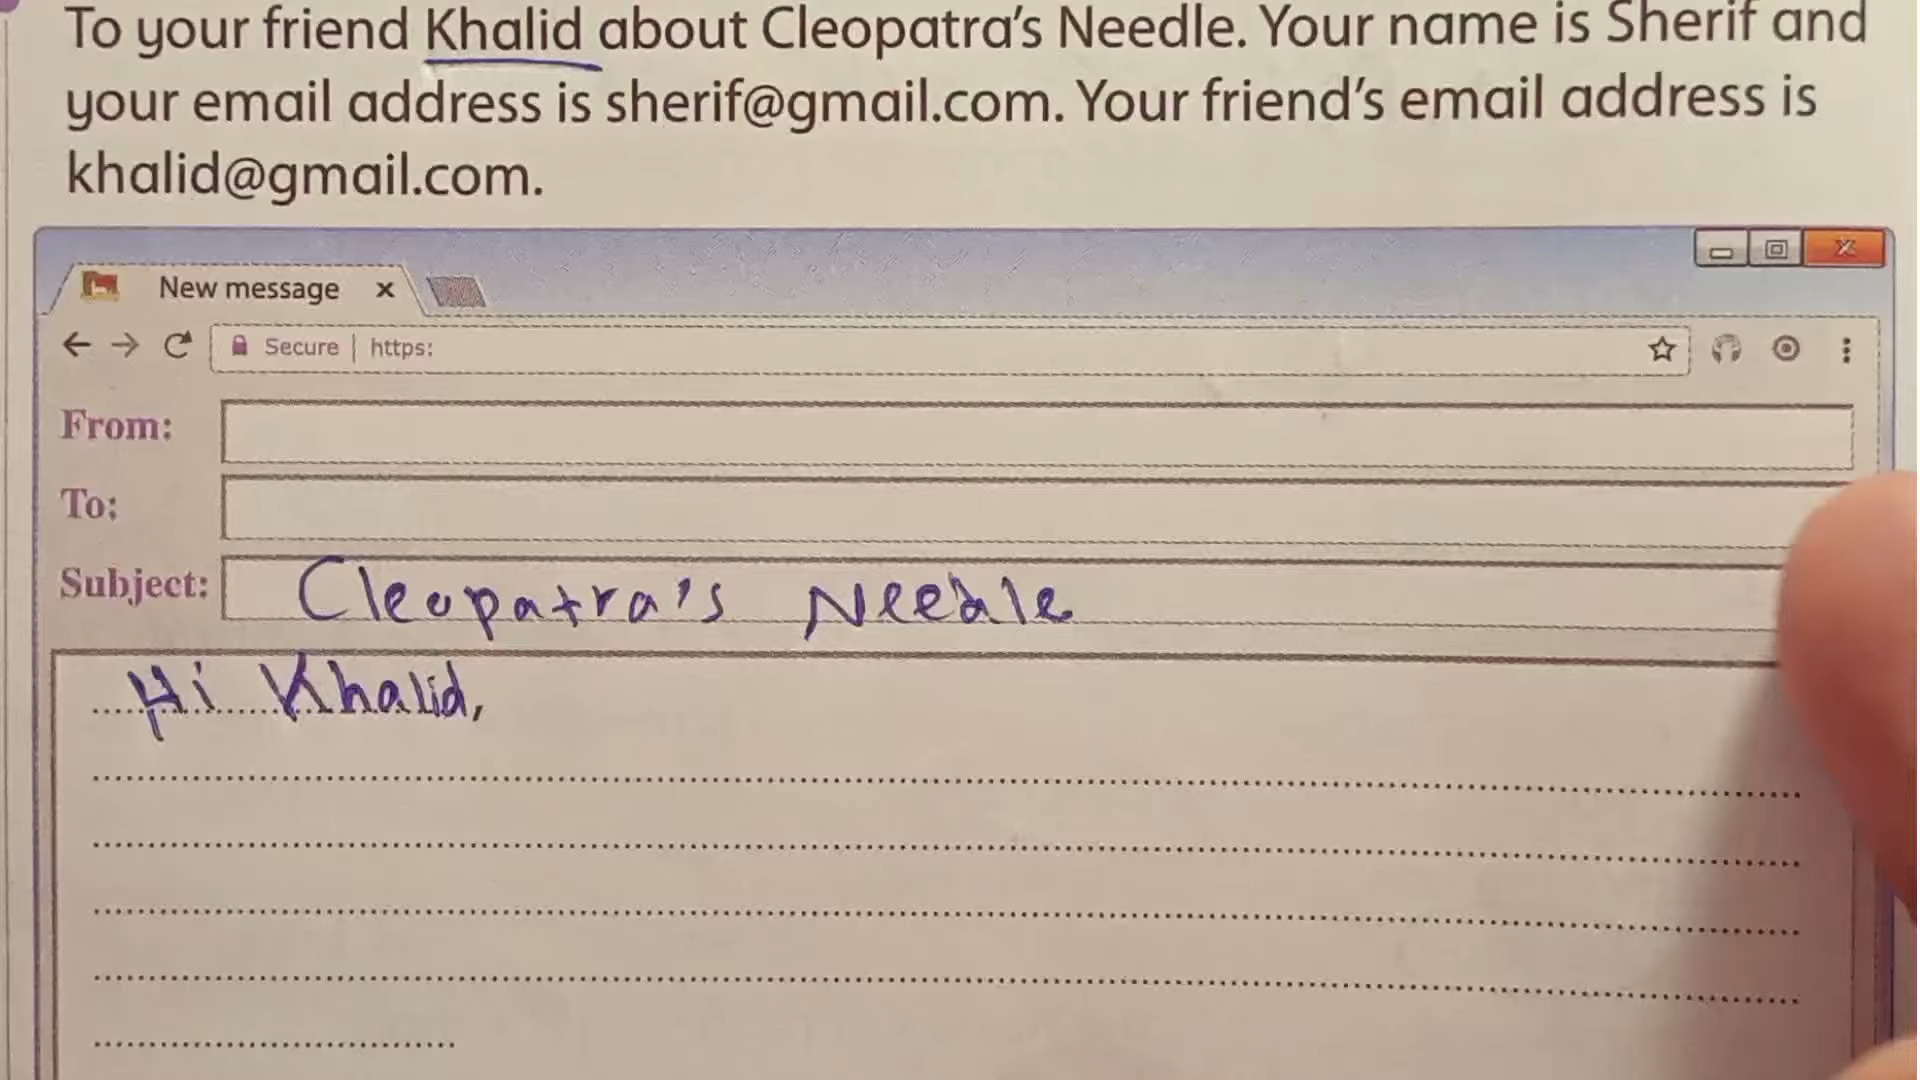 To your friend Khalid about Cleopatra's Needle. Your name is Sherif and
your email address is sherif@gmail.com. Your friend's email address is
khalid@gmail.com.
New message x
Secure | https:
From:
To:
Subject: Cleopatra's Needle
Hi Khalid,